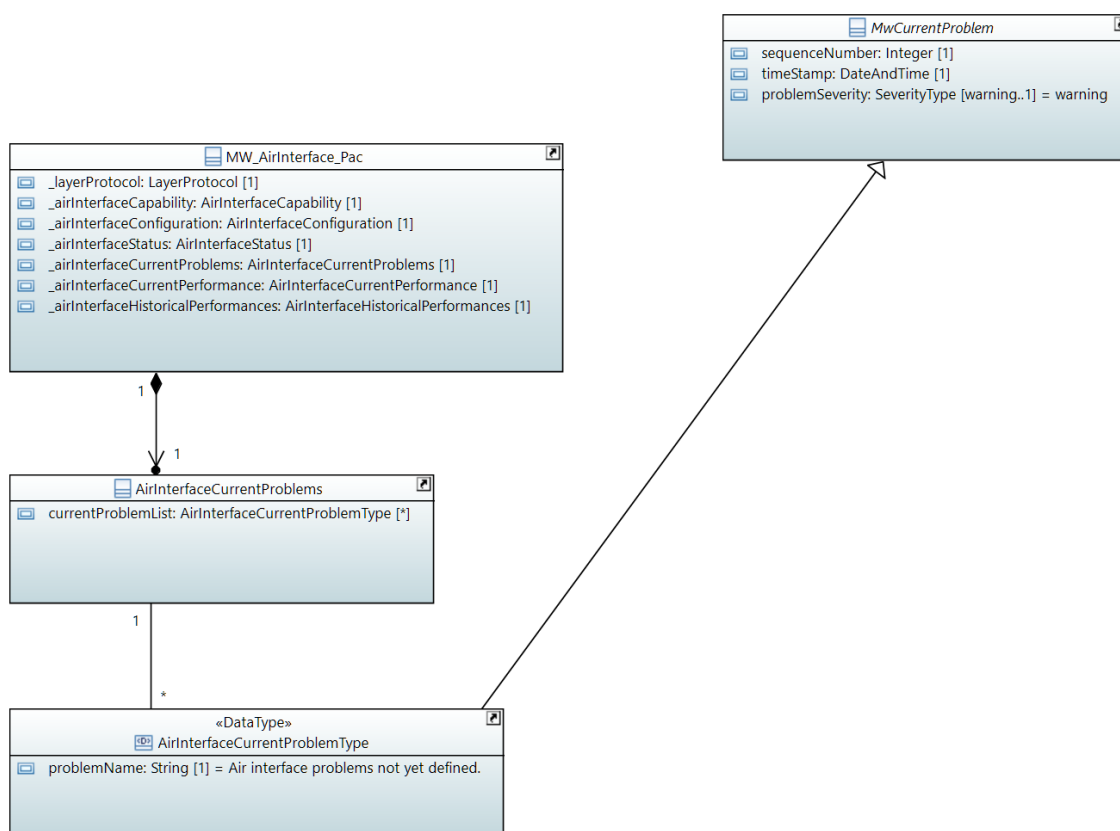 MwCurrentProblem
sequenceNumber: Integer [1]
timeStamp: DateAndTime [1]
problemSeverity: SeverityType [warning..1] = warning
MW_AirInterface_Pac
_layerProtocol: LayerProtocol [1]
_airInterfaceCapability: AirInterfaceCapability [1]
_airInterfaceConfiguration: AirInterfaceConfiguration [1]
_airInterfaceStatus: AirInterfaceStatus [1]
_airInterfaceCurrentProblems: AirInterfaceCurrentProblems [1]
_airInterfaceCurrentPerformance: AirInterfaceCurrentPerformance [1]
_airInterfaceHistoricalPerformances: AirInterfaceHistoricalPerformances [1]
1
1
AirInterfaceCurrentProblems
currentProblemList: AirInterfaceCurrentProblemType [*]
1
*
«DataType»
«D» AirInterfaceCurrentProblemType
problemName: String [1] = Air interface problems not yet defined.